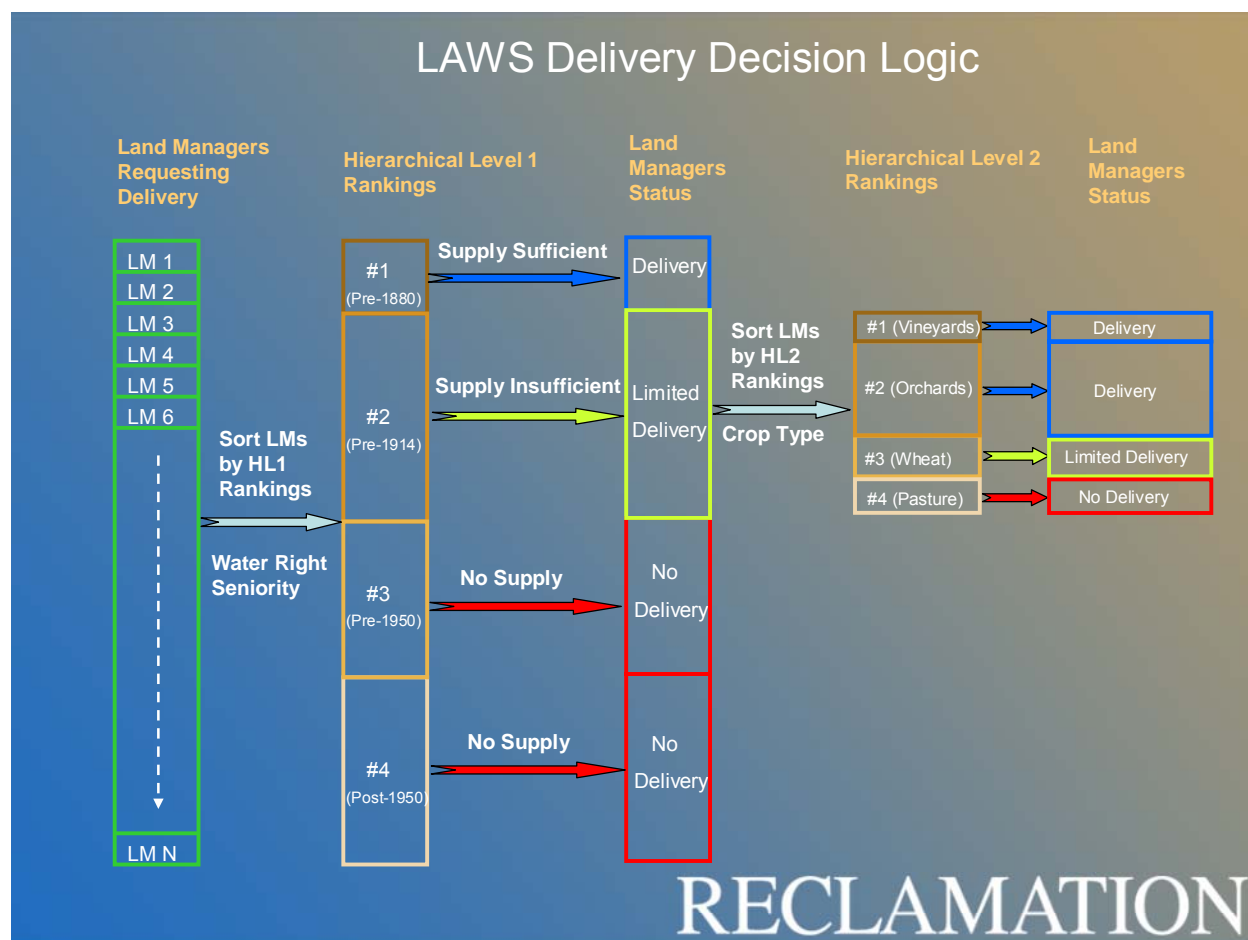 LAWS Delivery Decision Logic
Land Managers
Requesting
Delivery
Hierarchical Level 1
Rankings
Land
Managers
Status
Hierarchical Level 2
Rankings
Land
Managers
Status
LM 1
LM 2
LM 3
LM 4
LM 5
LM 6
LM N
Sort LMs
by HL1
Rankings
Water Right
Seniority
#1
(Pre-1880)
#2
(Pre-1914)
#3
(Pre-1950)
#4
(Post-1950)
Supply Sufficient
Supply Insufficient
No Supply
No Supply
Delivery
Limited
Delivery
No
Delivery
No
Delivery
Sort LMs
by HL2
Rankings
Crop Type
#1 (Vineyards)
#2 (Orchards)
#3 (Wheat)
#4 (Pasture)
Delivery
Delivery
Limited Delivery
No Delivery
RECLAMATION